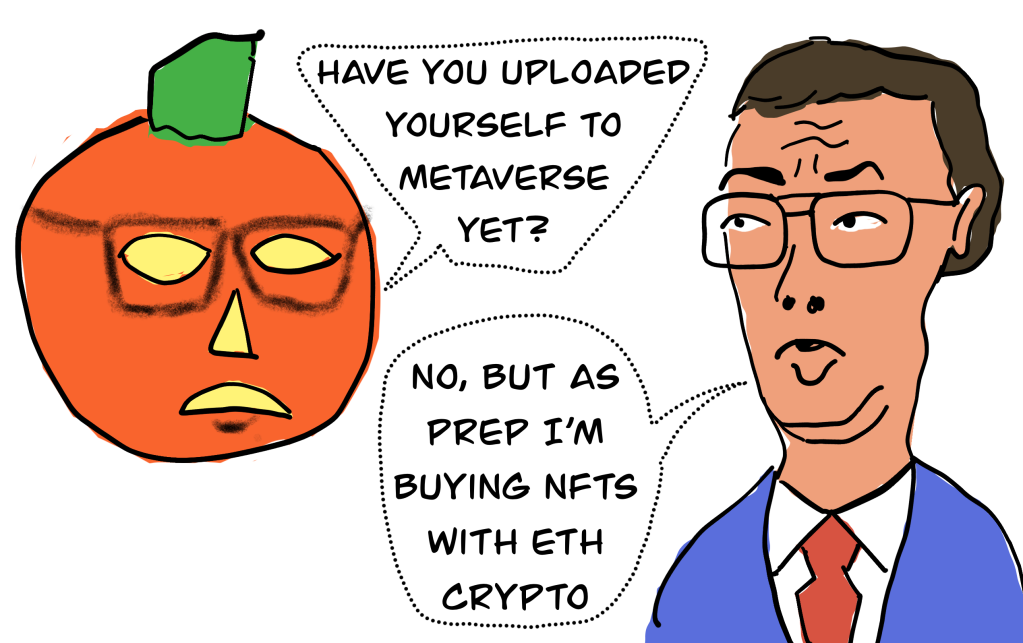 HAVE YOU UPLOADED
YOURSELF TO
METAVERSE
YET?
NO, BUT AS
PREP I'M
BUYING NFTS
WITH ETH
CRYPTO